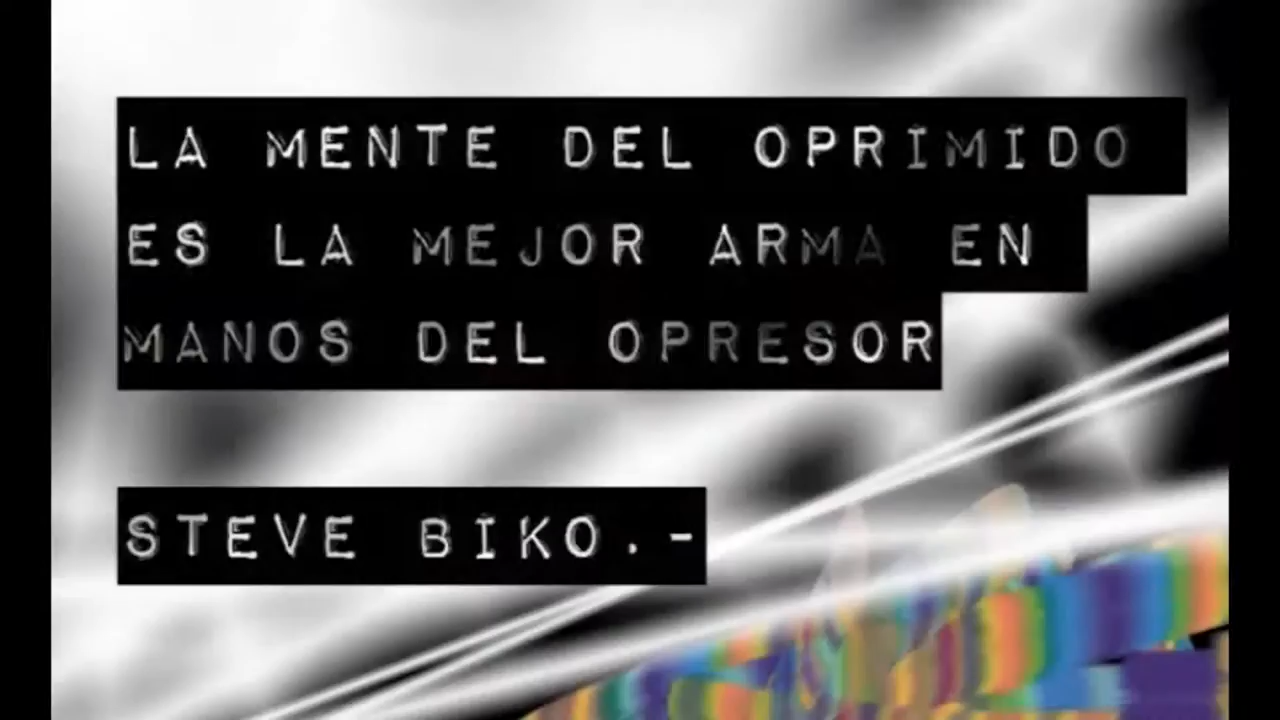 LA MENTE DEL OPRIMIDO
ES LA MEJOR ARMA EN
MANOS DEL OPRESOR
STEVE BIKO.-